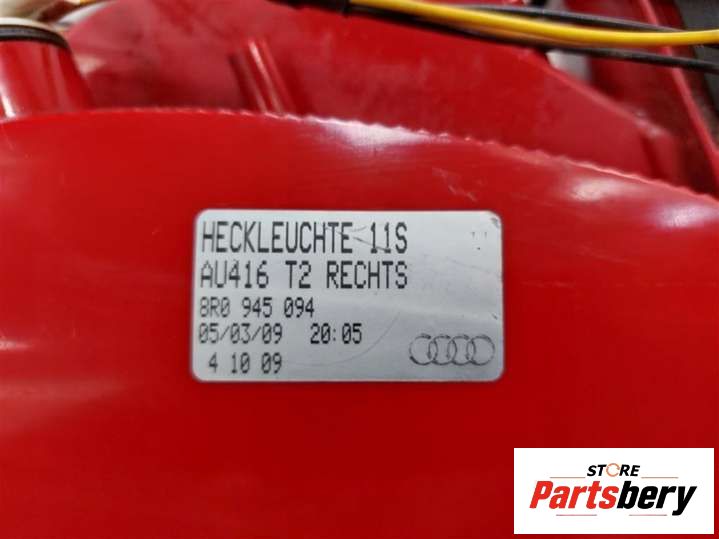 HECKLEUCHTE 11S
AU416 T2 RECHTS
8R0 945 094
05/03/09 20:05
4 10 09
STORE
Partsbery